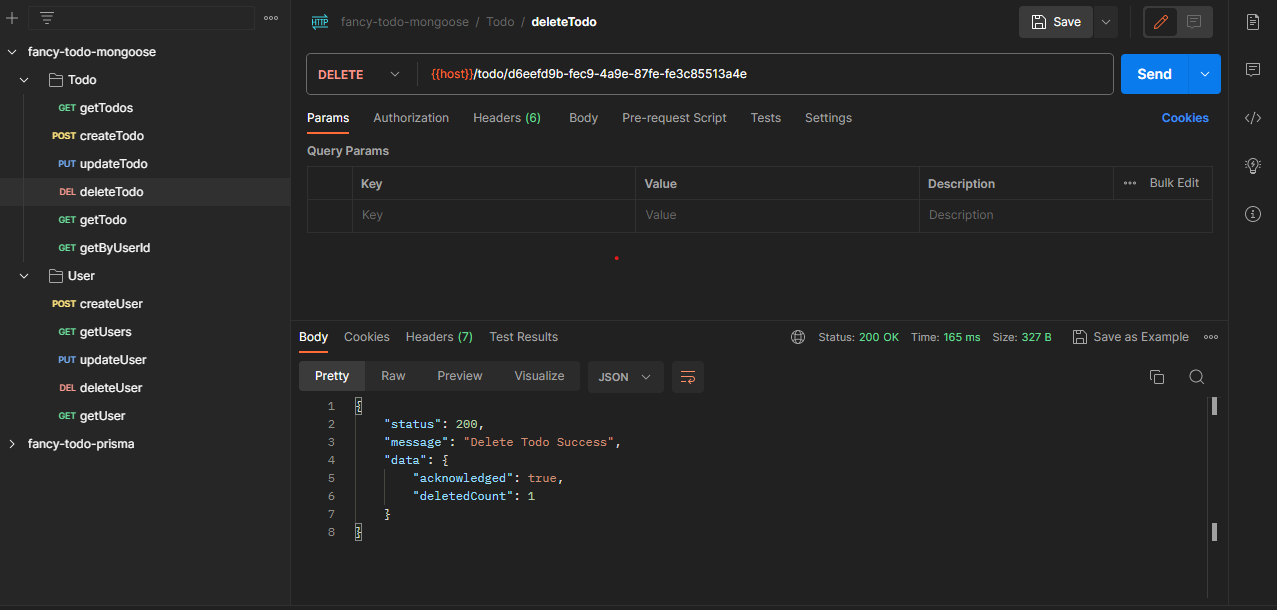 fancy-todo-mongoose
Todo
GET getTodos
POST createTodo
PUT updateTodo
DEL deleteTodo
GET getTodo
GET getByUserId
User
POST createUser
GET getUsers
PUT updateUser
DEL deleteUser
GET getUser
fancy-todo-prisma
HTTP fancy-todo-mongoose / Todo / deleteTodo
Save
DELETE {{host}}/todo/d6eefd9b-fec9-4a9e-87fe-fe3c85513a4e Send
Params Authorization Headers (6) Body Pre-request Script Tests Settings Cookies
Query Params
Key Value Description Bulk Edit
Key Value Description
Body Cookies Headers (7) Test Results Status: 200 OK Time: 165 ms Size: 327 B Save as Example
Pretty Raw Preview Visualize JSON
1 {
2 "status": 200,
3 "message": "Delete Todo Success",
4 "data": {
5 "acknowledged": true,
6 "deletedCount": 1
7 }
8 }